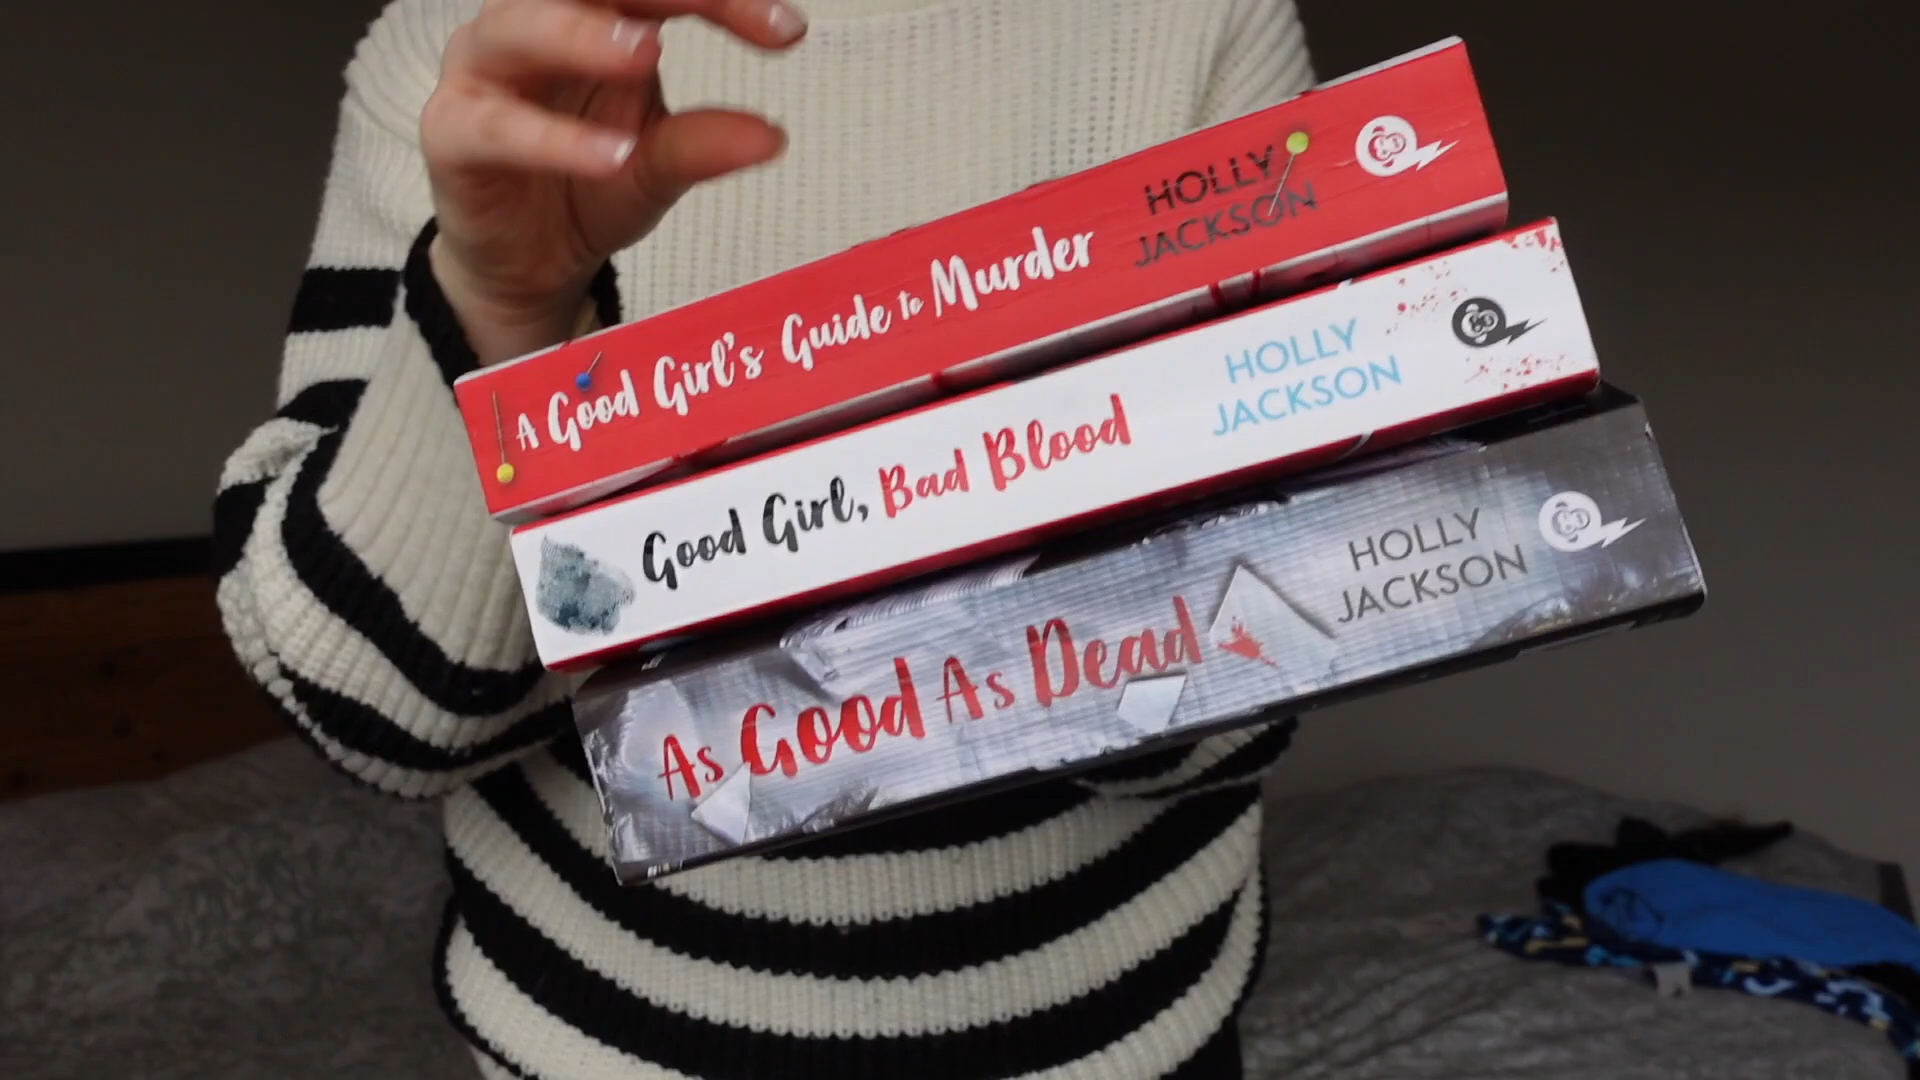 A Good Girl's Guide to Murder
HOLLY
JACKSON
Good Girl, Bad Blood
HOLLY
JACKSON
As Good As Dead
HOLLY
JACKSON